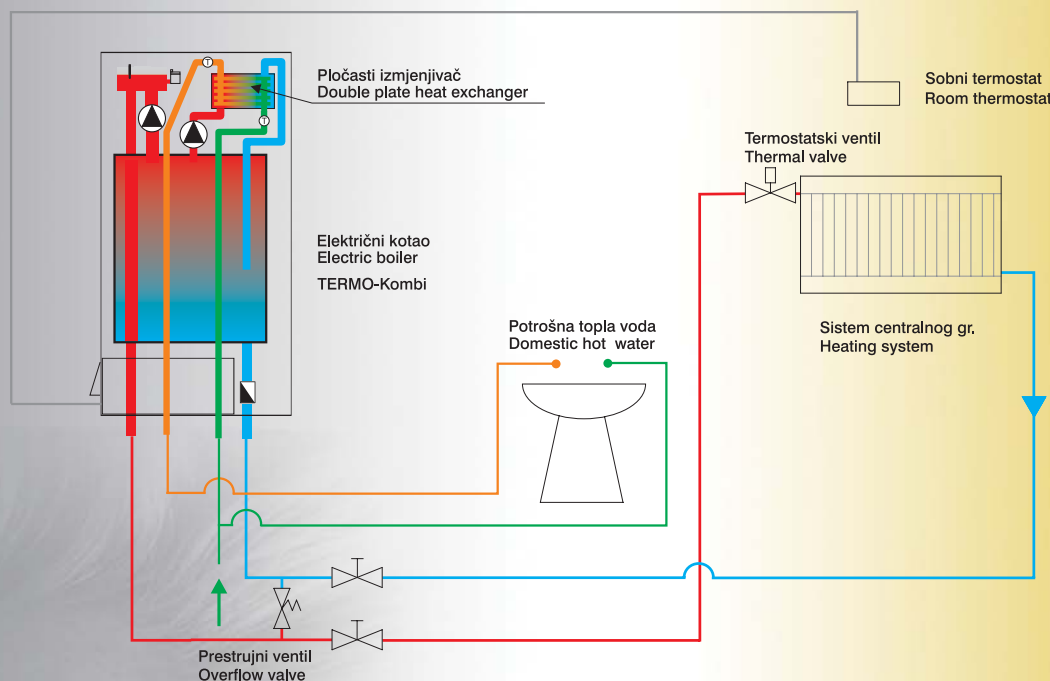 Pločasti izmjenjivač
Double plate heat exchanger
Sobni termostat
Room thermostat
Termostatski ventil
Thermal valve
Električni kotao
Electric boiler
TERMO-Kombi
Potrošna topla voda
Domestic hot water
Sistem centralnog gr.
Heating system
Prestrujni ventil
Overflow valve
T
T